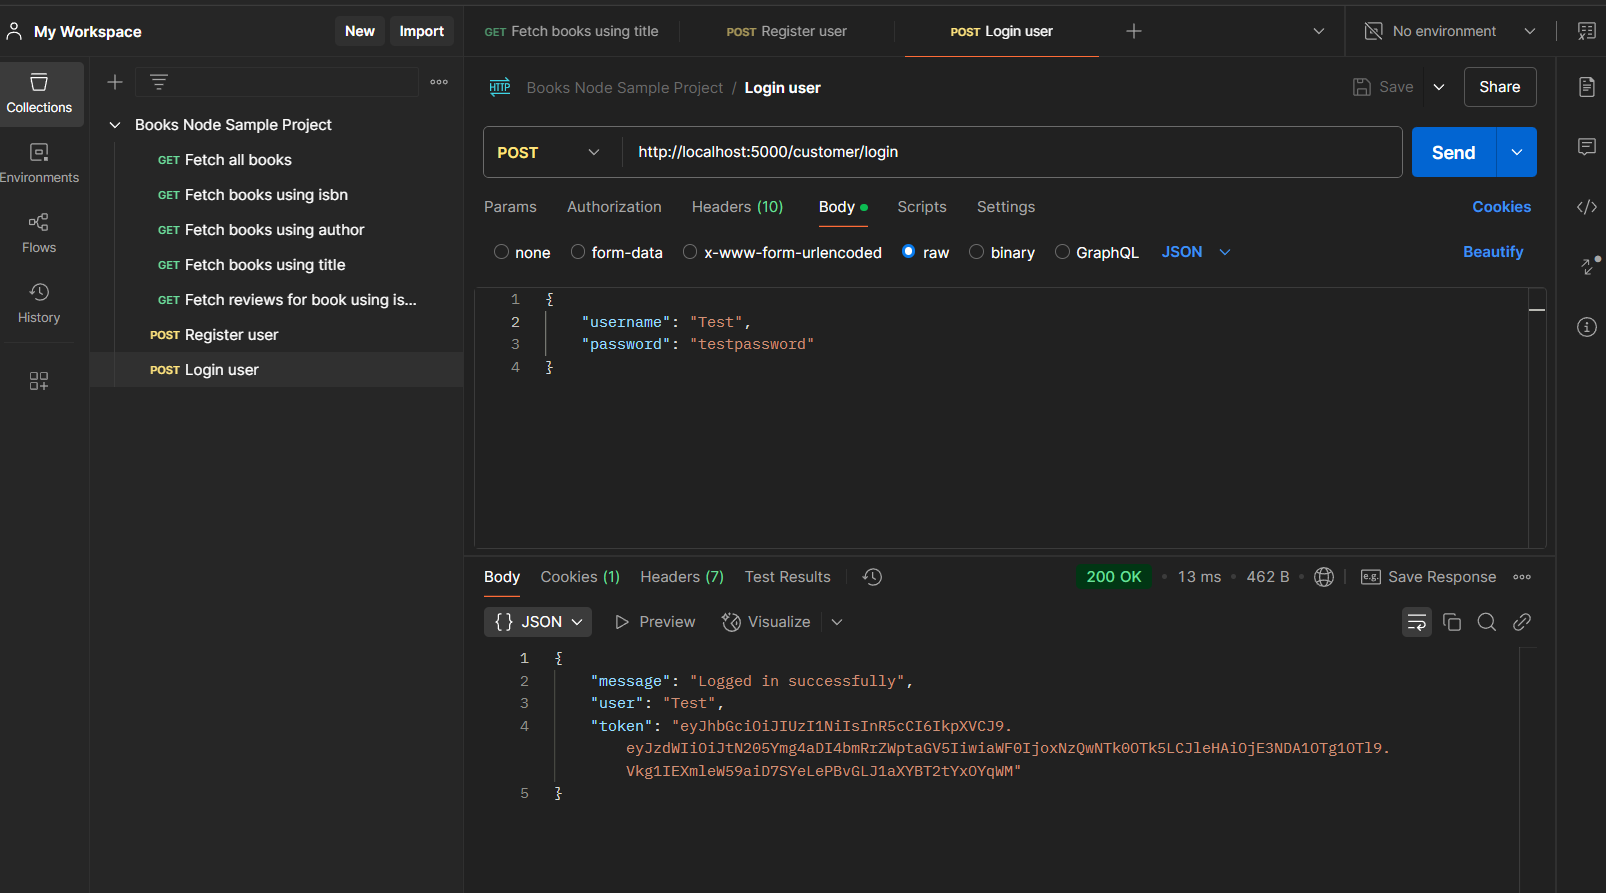 My Workspace
New
Import
GET Fetch books using title
POST Register user
POST Login user
No environment
Collections
Environments
Flows
History
Books Node Sample Project
GET Fetch all books
GET Fetch books using isbn
GET Fetch books using author
GET Fetch books using title
GET Fetch reviews for book using is...
POST Register user
POST Login user
HTTP Books Node Sample Project / Login user
Save
Share
POST
http://localhost:5000/customer/login
Send
Params Authorization Headers (10) Body Scripts Settings
Cookies
none form-data x-www-form-urlencoded raw binary GraphQL JSON
Beautify
1 {
2 "username": "Test",
3 "password": "testpassword"
4 }
Body Cookies (1) Headers (7) Test Results
200 OK • 13 ms • 462 B •
e.g. Save Response
{} JSON
Preview
Visualize
1 {
2 "message": "Logged in successfully",
3 "user": "Test",
4 "token": "eyJhbGciOiJIUzI1NiIsInR5cCI6IkpXVCJ9.
eyJzdWIiOiJtN205Ymg4aDI4bmRrZWptaGV5IiwiaWF0IjoxNzQwNTk0OTk5LCJleHAiOjE3NDA1OTg1OTl9.
Vkg1IEXmleW59aiD7SYeLePBvGLJ1aXYBT2tYxOYqWM"
5 }